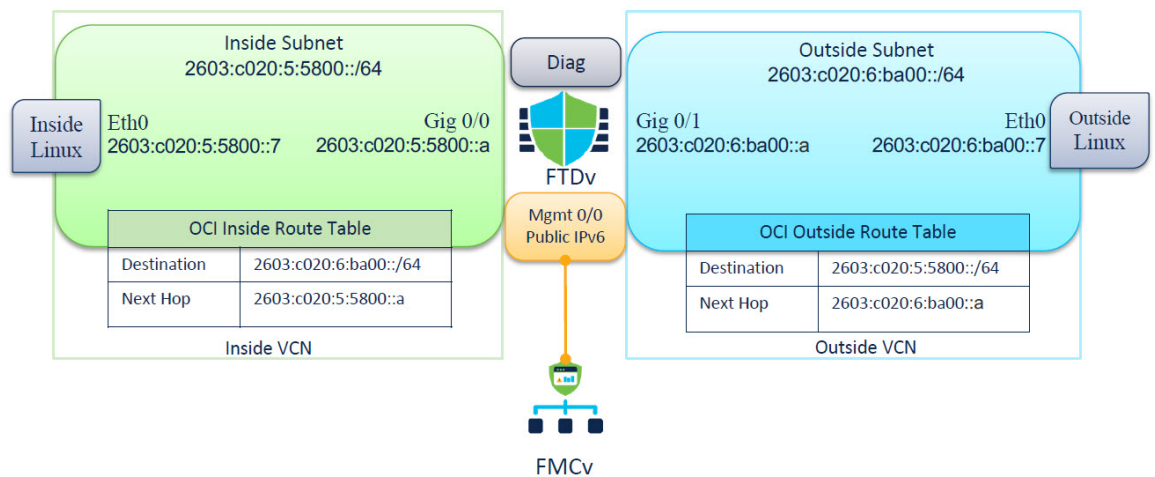 Inside Subnet
2603:c020:5:5800::/64
Inside
Linux
Eth0
2603:c020:5:5800::7
Gig 0/0
2603:c020:5:5800::a
OCI Inside Route Table
Destination 2603:c020:6:ba00::/64
Next Hop 2603:c020:5:5800::a
Inside VCN
Diag
FTDv
Mgmt 0/0
Public IPv6
FMCv
Outside Subnet
2603:c020:6:ba00::/64
Gig 0/1
2603:c020:6:ba00::a
Eth0
2603:c020:6:ba00::7
Outside
Linux
OCI Outside Route Table
Destination 2603:c020:5:5800::/64
Next Hop 2603:c020:6:ba00::a
Outside VCN